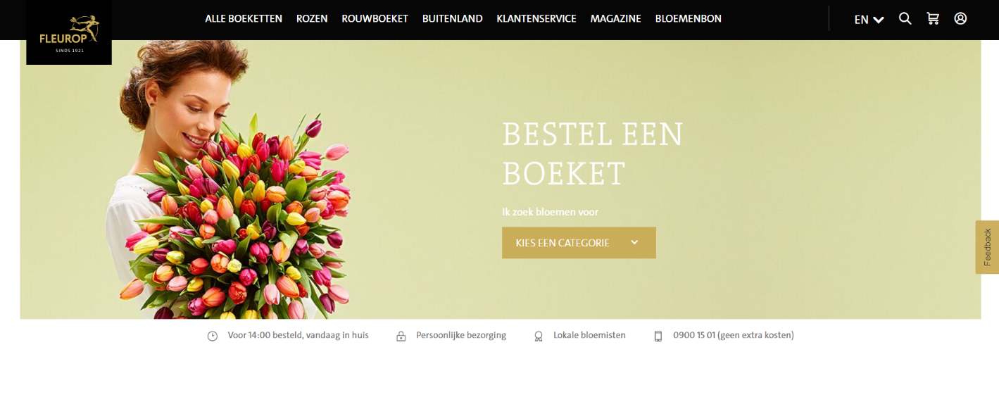 FLEUROP
SINDS 1921
ALLE BOEKETTEN ROZEN ROUWBOEKET BUITENLAND KLANTENSERVICE MAGAZINE BLOEMENBON
EN
BESTEL EEN
BOEKET
Ik zoek bloemen voor
KIES EEN CATEGORIE
Feedback
Voor 14:00 besteld, vandaag in huis Persoonlijke bezorging Lokale bloemisten 0900 15 01 (geen extra kosten)